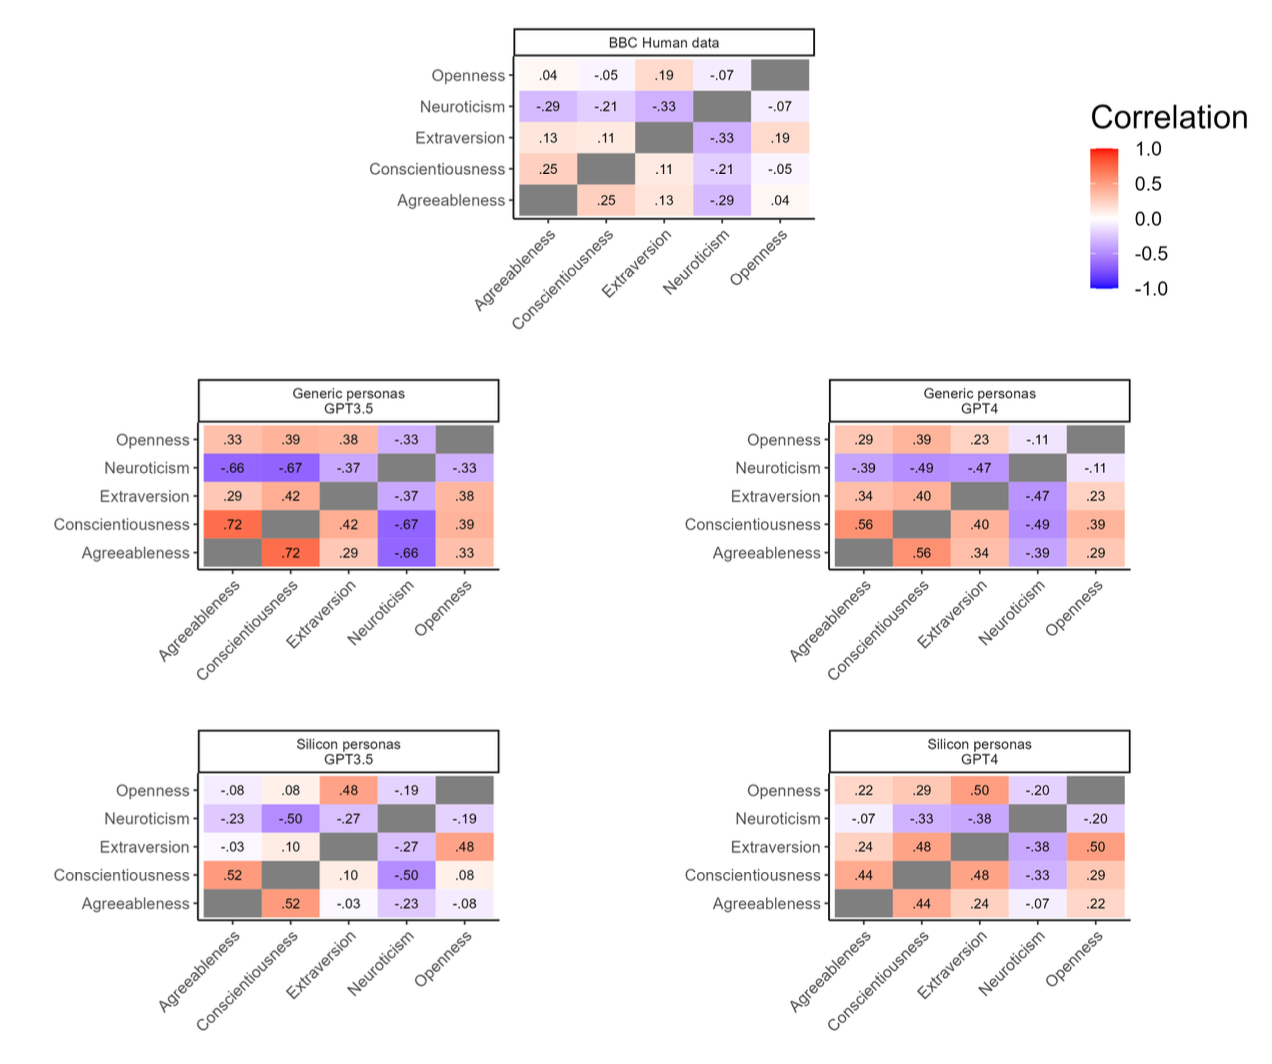 BBC Human data
Openness .04 -.05 .19 -.07
Neuroticism -.29 -.21 -.33 -.07
Extraversion .13 .11 -.33 .19
Conscientiousness .25 .11 -.21 -.05
Agreeableness .25 .13 -.29 .04
Agreeableness Conscientiousness Extraversion Neuroticism Openness
Correlation
1.0
0.5
0.0
-0.5
-1.0
Generic personas
GPT3.5
Openness .33 .39 .38 -.33
Neuroticism -.66 -.67 -.37 -.33
Extraversion .29 .42 -.37 .38
Conscientiousness .72 .42 -.67 .39
Agreeableness .72 .29 -.66 .33
Agreeableness Conscientiousness Extraversion Neuroticism Openness
Generic personas
GPT4
Openness .29 .39 .23 -.11
Neuroticism -.39 -.49 -.47 -.11
Extraversion .34 .40 -.47 .23
Conscientiousness .56 .40 -.49 .39
Agreeableness .56 .34 -.39 .29
Agreeableness Conscientiousness Extraversion Neuroticism Openness
Silicon personas
GPT3.5
Openness -.08 .08 .48 -.19
Neuroticism -.23 -.50 -.27 -.19
Extraversion -.03 .10 -.27 .48
Conscientiousness .52 .10 -.50 .08
Agreeableness .52 -.03 -.23 -.08
Agreeableness Conscientiousness Extraversion Neuroticism Openness
Silicon personas
GPT4
Openness .22 .29 .50 -.20
Neuroticism -.07 -.33 -.38 -.20
Extraversion .24 .48 -.38 .50
Conscientiousness .44 .48 -.33 .29
Agreeableness .44 .24 -.07 .22
Agreeableness Conscientiousness Extraversion Neuroticism Openness